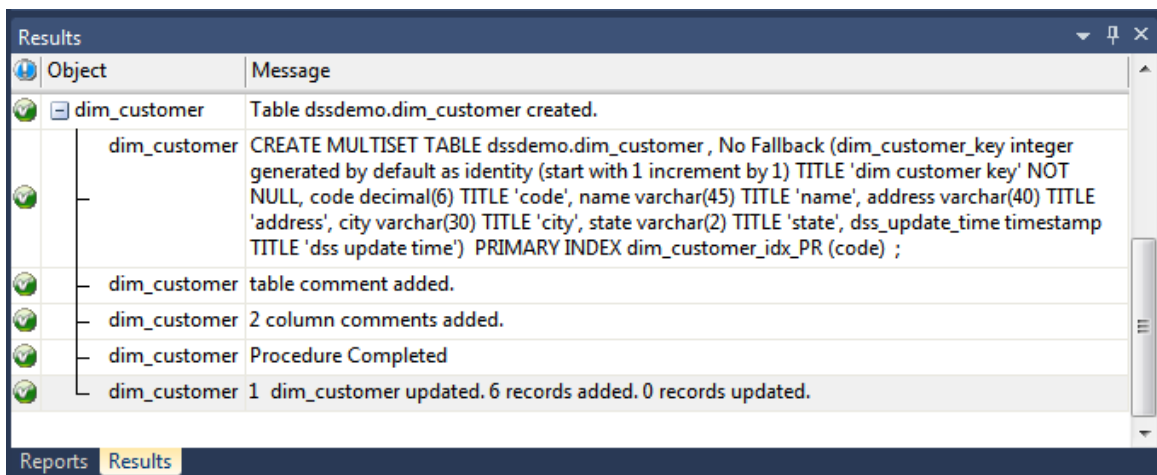 Results
Object Message
dim_customer Table dssdemo.dim_customer created.
dim_customer CREATE MULTISET TABLE dssdemo.dim_customer , No Fallback (dim_customer_key integer
generated by default as identity (start with 1 increment by 1) TITLE 'dim customer key' NOT
NULL, code decimal(6) TITLE 'code', name varchar(45) TITLE 'name', address varchar(40) TITLE
'address', city varchar(30) TITLE 'city', state varchar(2) TITLE 'state', dss_update_time timestamp
TITLE 'dss update time') PRIMARY INDEX dim_customer_idx_PR (code) ;
dim_customer table comment added.
dim_customer 2 column comments added.
dim_customer Procedure Completed
dim_customer 1 dim_customer updated. 6 records added. 0 records updated.
Reports Results